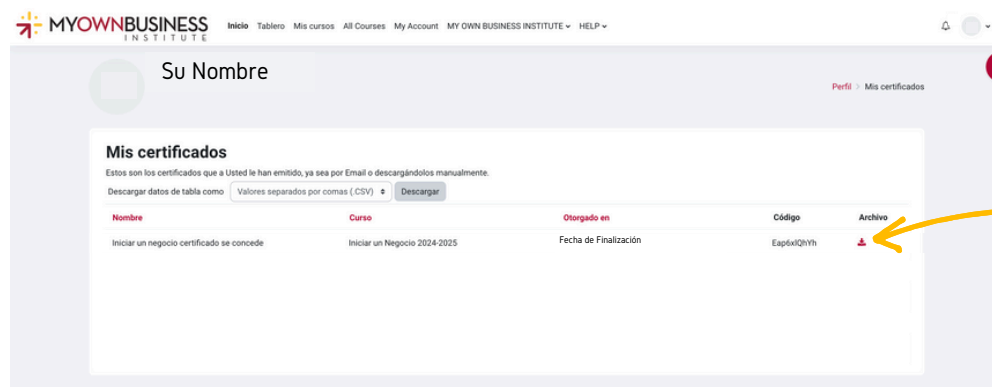 MYOWNBUSINESS
INSTITUTE
Inicio Tablero Mis cursos All Courses My Account MY OWN BUSINESS INSTITUTE HELP
Su Nombre
Perfil > Mis certificados
Mis certificados
Estos son los certificados que a Usted le han emitido, ya sea por Email o descargándolos manualmente.
Descargar datos de tabla como Valores separados por comas (.CSV) Descargar
Nombre Curso Otorgado en Código Archivo
Iniciar un negocio certificado se concede Iniciar un Negocio 2024-2025 Fecha de Finalización Eap6xlQhYh